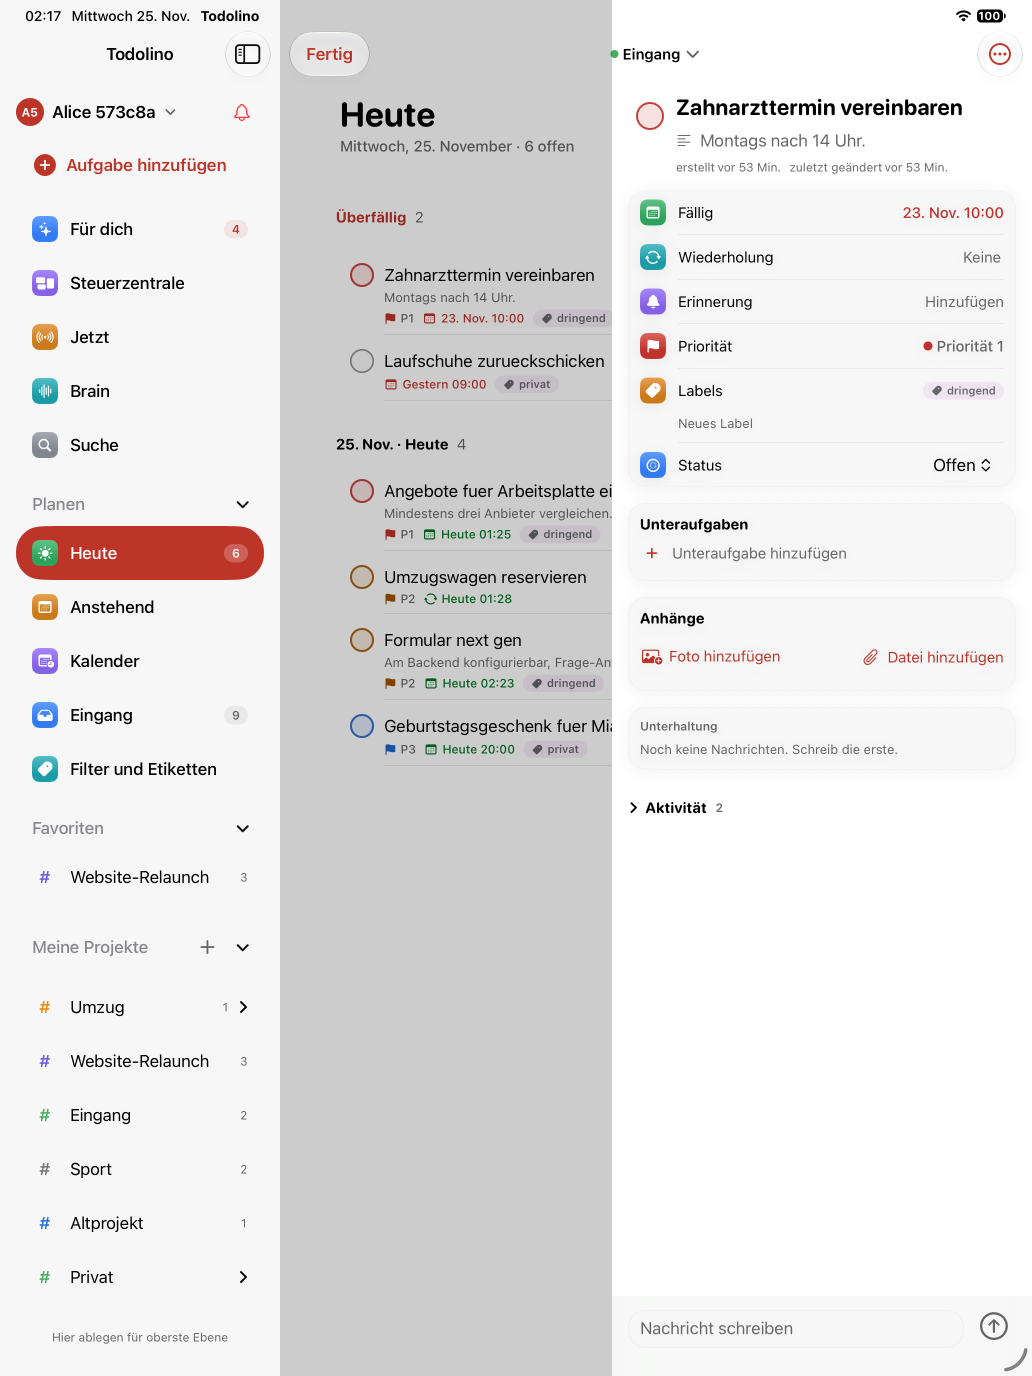 02:17 Mittwoch 25. Nov. Todolino
100
Todolino
A5 Alice 573c8a
Aufgabe hinzufügen
Für dich 4
Steuerzentrale
Jetzt
Brain
Suche
Planen
Heute 6
Anstehend
Kalender
Eingang 9
Filter und Etiketten
Favoriten
# Website-Relaunch 3
Meine Projekte
# Umzug 1
# Website-Relaunch 3
# Eingang 2
# Sport 2
# Altprojekt 1
# Privat
Hier ablegen für oberste Ebene
Fertig
Heute
Mittwoch, 25. November · 6 offen
Überfällig 2
Zahnarzttermin vereinbaren
Montags nach 14 Uhr.
P1 23. Nov. 10:00 dringend
Laufschuhe zurueckschicken
Gestern 09:00 privat
25. Nov. · Heute 4
Angebote fuer Arbeitsplatte ei
Mindestens drei Anbieter vergleichen.
P1 Heute 01:25 dringend
Umzugswagen reservieren
P2 Heute 01:28
Formular next gen
Am Backend konfigurierbar, Frage-An
P2 Heute 02:23 dringend
Geburtstagsgeschenk fuer Mia
P3 Heute 20:00 privat
Eingang
Zahnarzttermin vereinbaren
Montags nach 14 Uhr.
erstellt vor 53 Min. zuletzt geändert vor 53 Min.
Fällig 23. Nov. 10:00
Wiederholung Keine
Erinnerung Hinzufügen
Priorität Priorität 1
Labels dringend
Neues Label
Status Offen
Unteraufgaben
Unteraufgabe hinzufügen
Anhänge
Foto hinzufügen Datei hinzufügen
Unterhaltung
Noch keine Nachrichten. Schreib die erste.
Aktivität 2
Nachricht schreiben